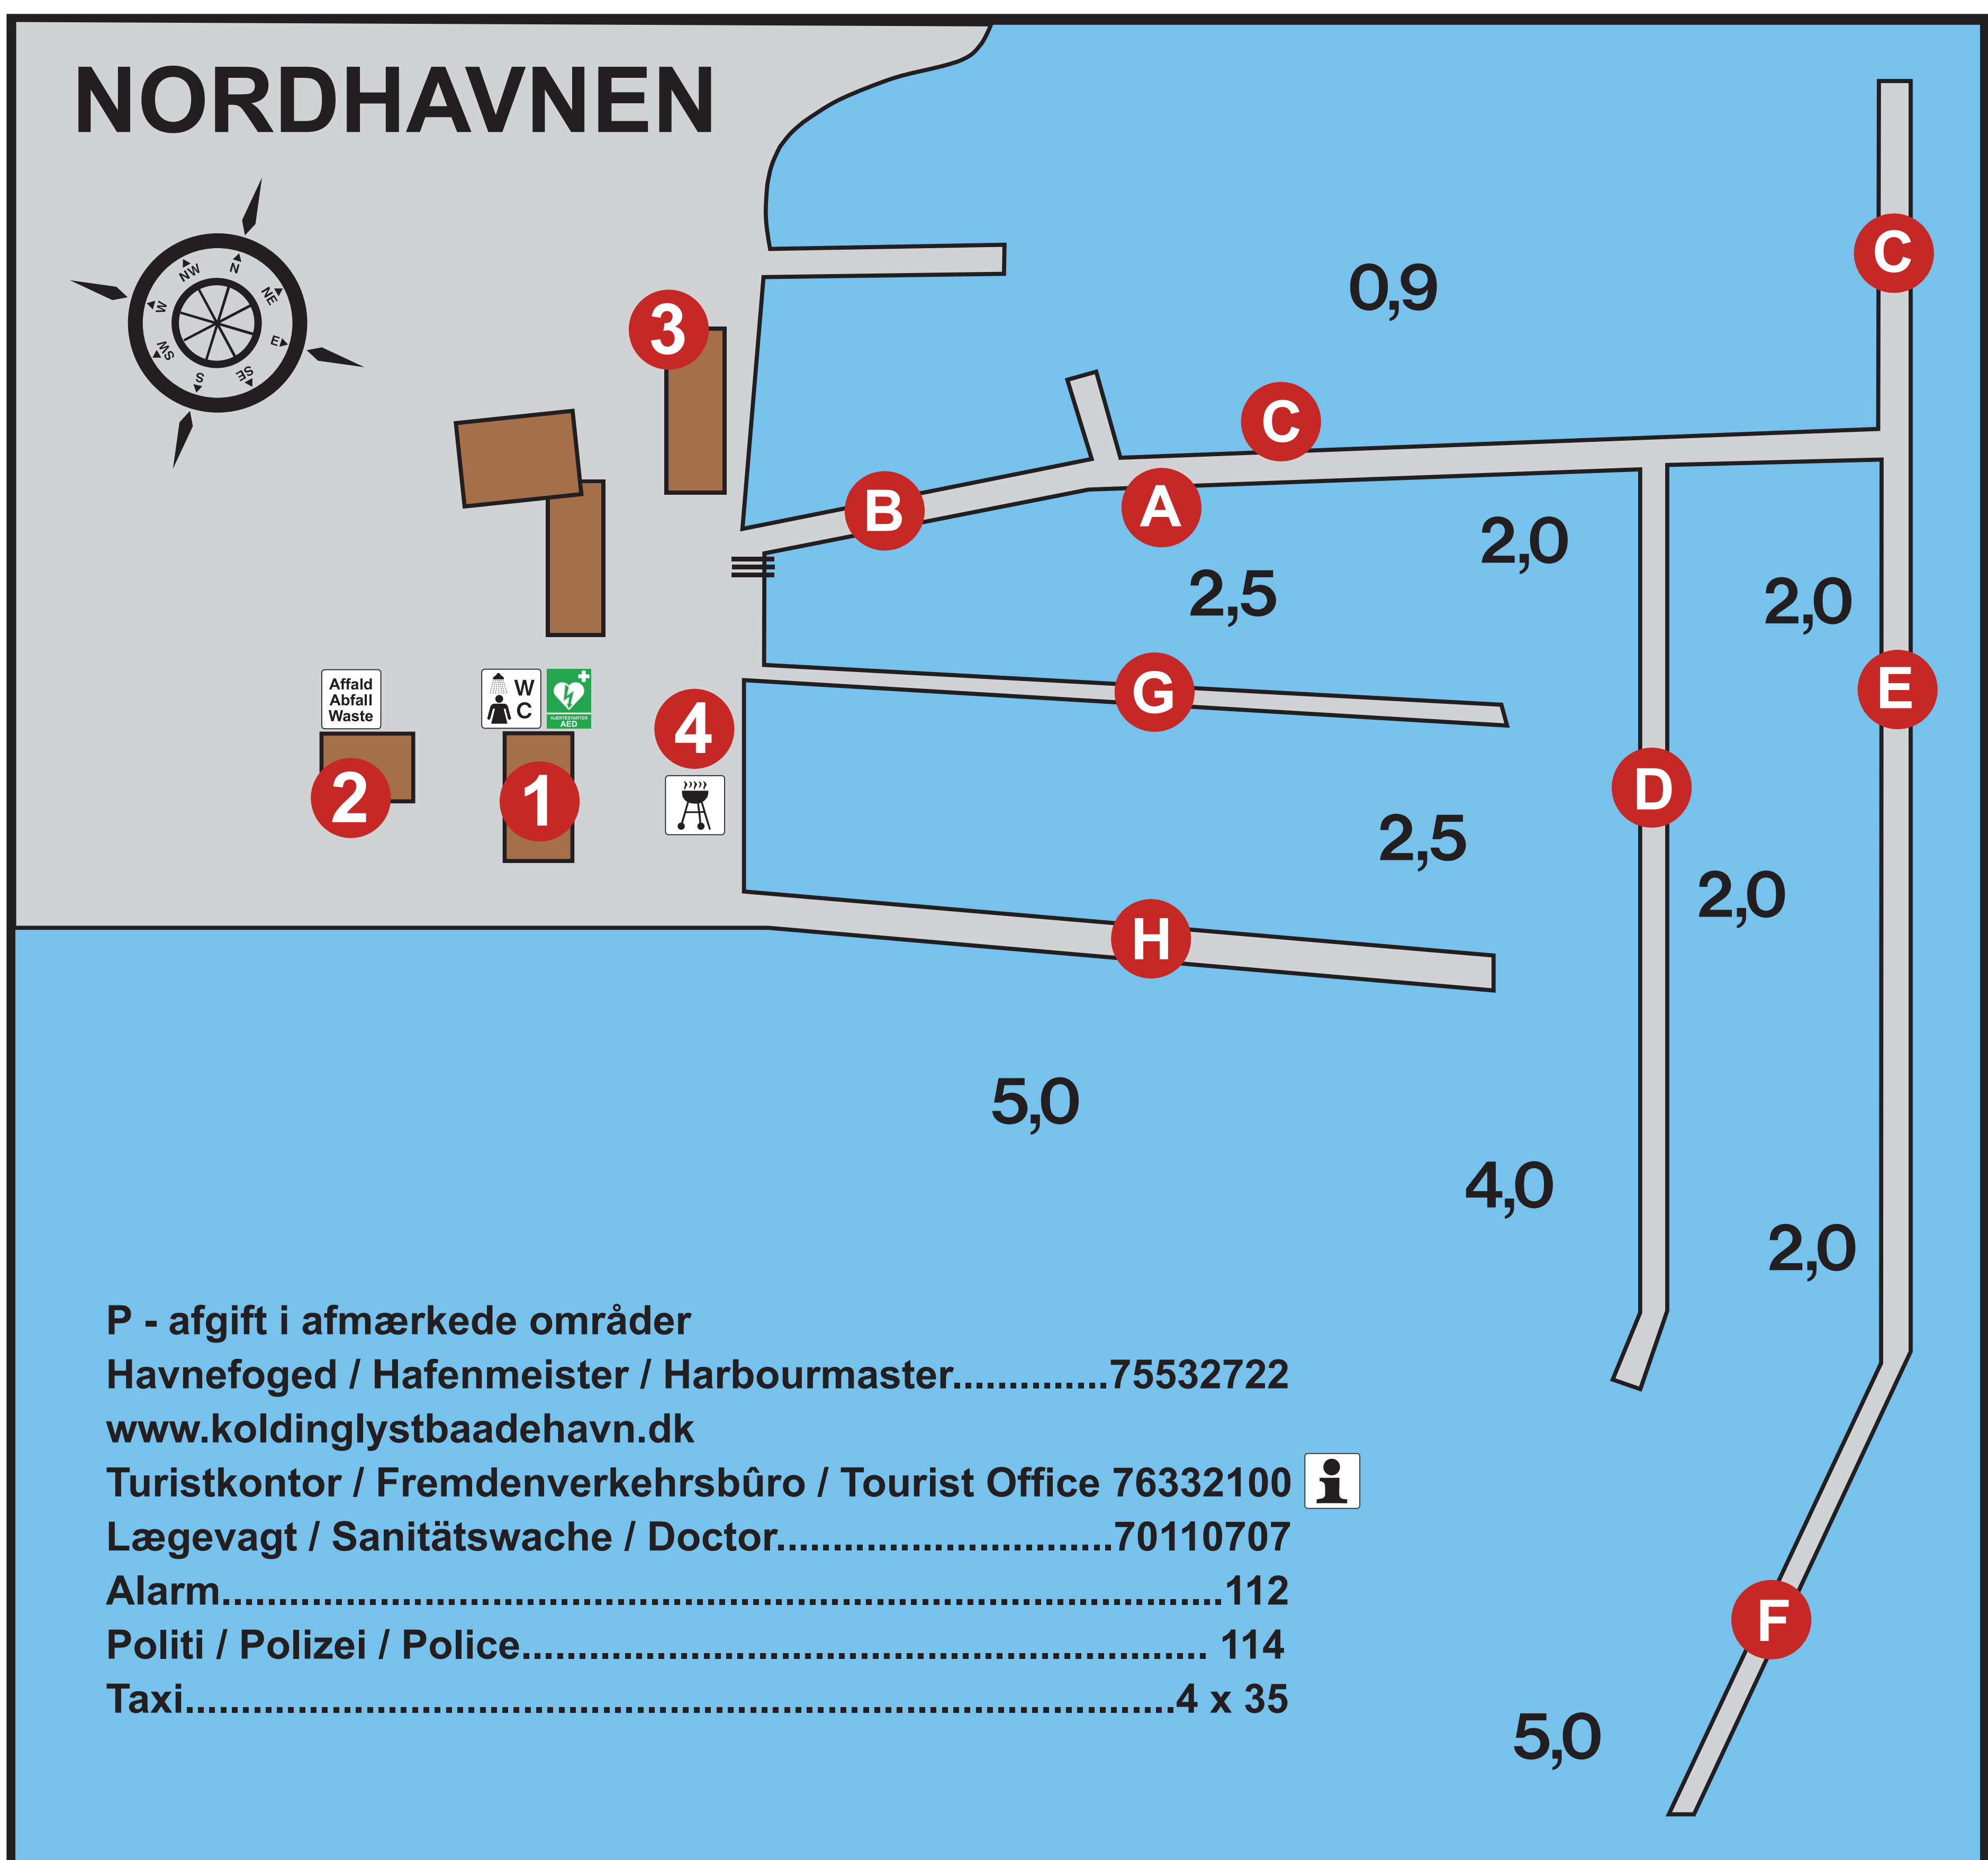 NORDHAVNEN
N
NE
E
SE
S
SW
W
NW
3
C
0,9
C
B
A
2,0
2,5
2,0
Affald
Abfall
Waste
W
C
HJERTESTARTER
AED
4
G
E
2
1
D
2,5
2,0
H
5,0
4,0
2,0
P - afgift i afmærkede områder
Havnefoged / Hafenmeister / Harbourmaster..............75532722
www.koldinglystbaadehavn.dk
Turistkontor / Fremdenverkehrsbûro / Tourist Office 76332100
i
Lægevagt / Sanitätswache / Doctor..............................70110707
Alarm.........................................................................................112
Politi / Polizei / Police............................................................. 114
Taxi........................................................................................4 x 35
F
5,0